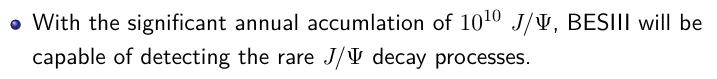 With the significant annual accumlation of 10^10 J/Ψ, BESIII will be
capable of detecting the rare J/Ψ decay processes.